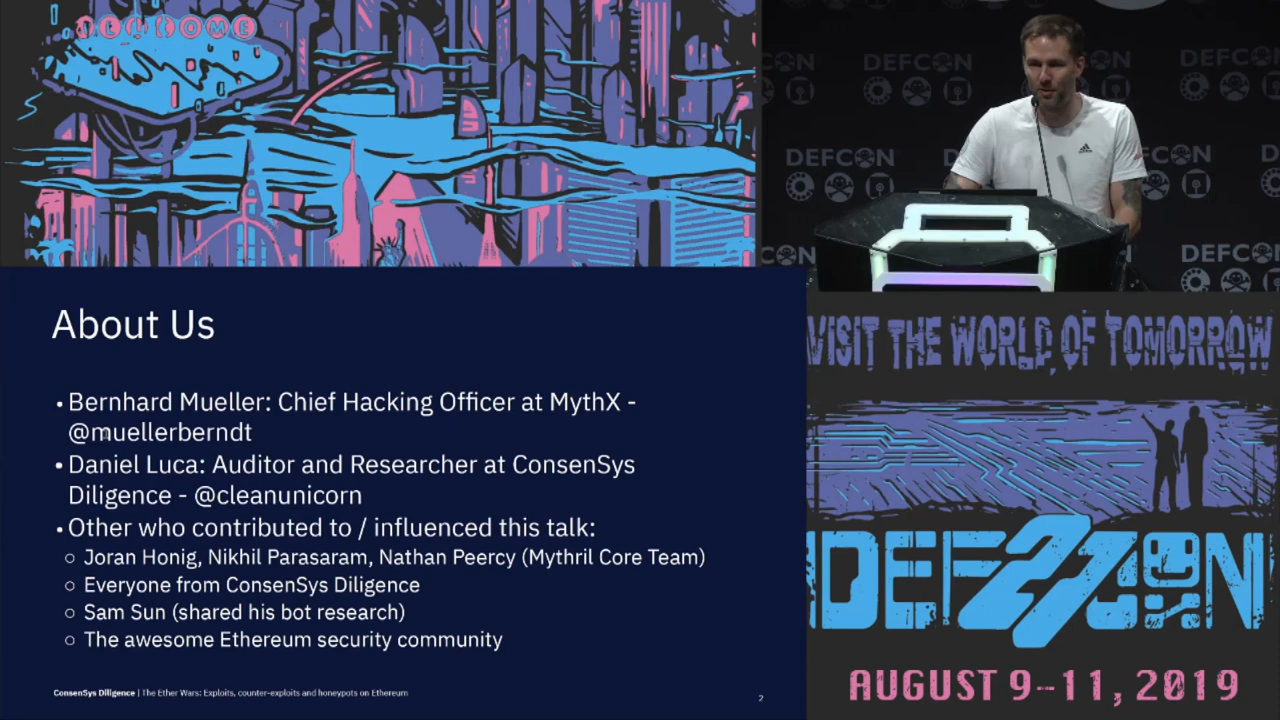 WELCOME
DEFCON
DEFCON
DEFCON
About Us
• Bernhard Mueller: Chief Hacking Officer at MythX -
@muellerberndt
• Daniel Luca: Auditor and Researcher at ConsenSys
Diligence - @cleanunicorn
• Other who contributed to / influenced this talk:
○ Joran Honig, Nikhil Parasaram, Nathan Peercy (Mythril Core Team)
○ Everyone from ConsenSys Diligence
○ Sam Sun (shared his bot research)
○ The awesome Ethereum security community
ConsenSys Diligence | The Ether Wars: Exploits, counter-exploits and honeypots on Ethereum
2
VISIT THE WORLD OF TOMORROW
DEF27CON
AUGUST 9-11, 2019